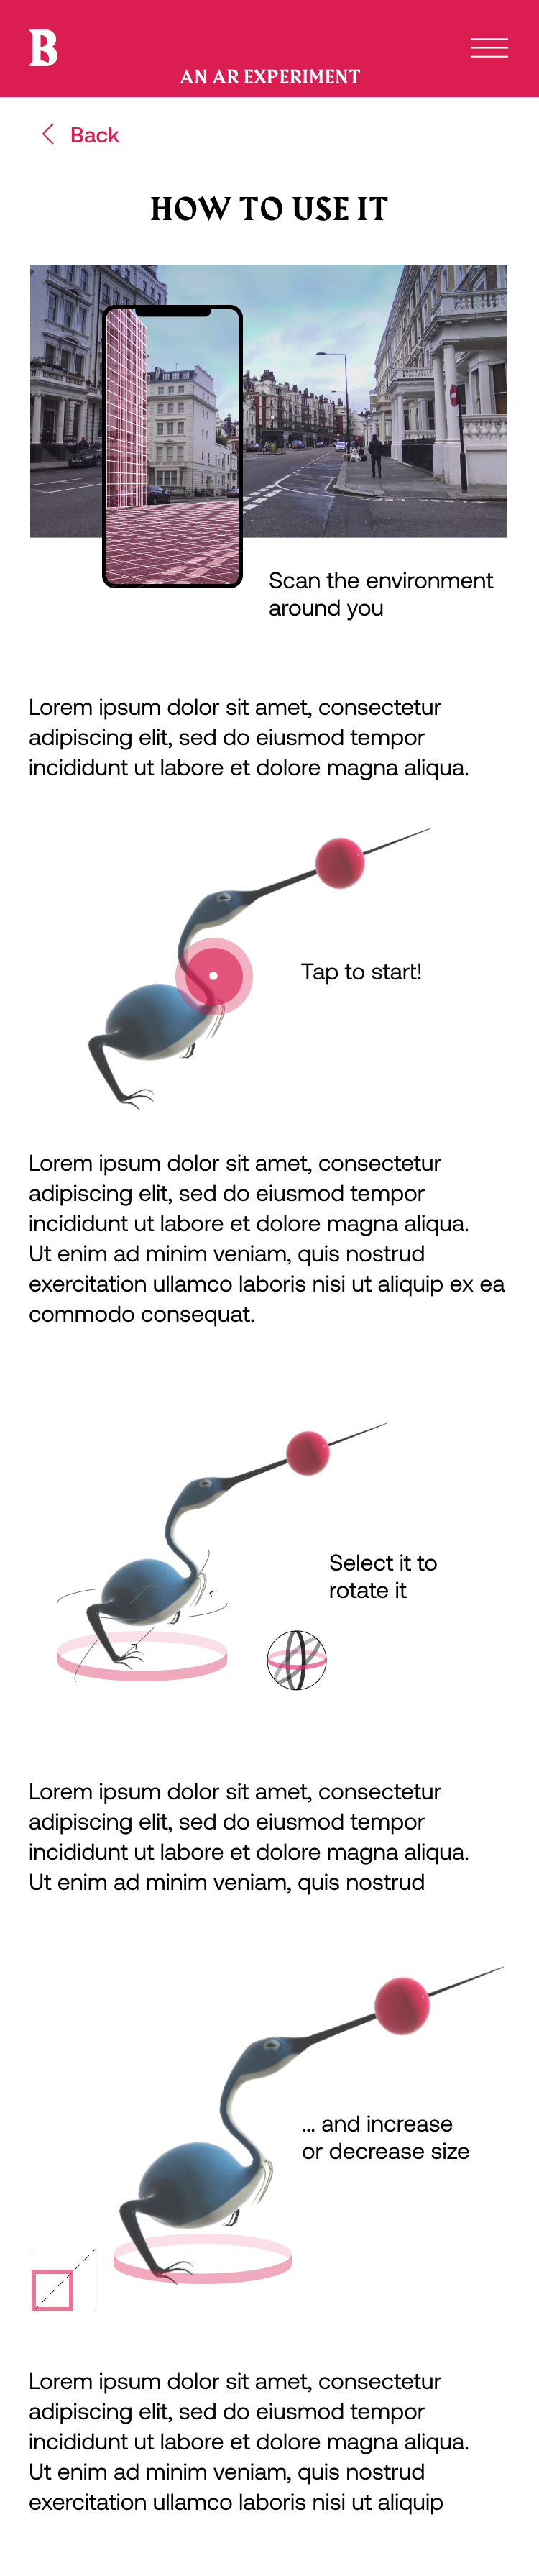 B
AN AR EXPERIMENT
Back
HOW TO USE IT
Scan the environment
around you
Lorem ipsum dolor sit amet, consectetur
adipiscing elit, sed do eiusmod tempor
incididunt ut labore et dolore magna aliqua.
Tap to start!
Lorem ipsum dolor sit amet, consectetur
adipiscing elit, sed do eiusmod tempor
incididunt ut labore et dolore magna aliqua.
Ut enim ad minim veniam, quis nostrud
exercitation ullamco laboris nisi ut aliquip ex ea
commodo consequat.
Select it to
rotate it
Lorem ipsum dolor sit amet, consectetur
adipiscing elit, sed do eiusmod tempor
incididunt ut labore et dolore magna aliqua.
Ut enim ad minim veniam, quis nostrud
... and increase
or decrease size
Lorem ipsum dolor sit amet, consectetur
adipiscing elit, sed do eiusmod tempor
incididunt ut labore et dolore magna aliqua.
Ut enim ad minim veniam, quis nostrud
exercitation ullamco laboris nisi ut aliquip